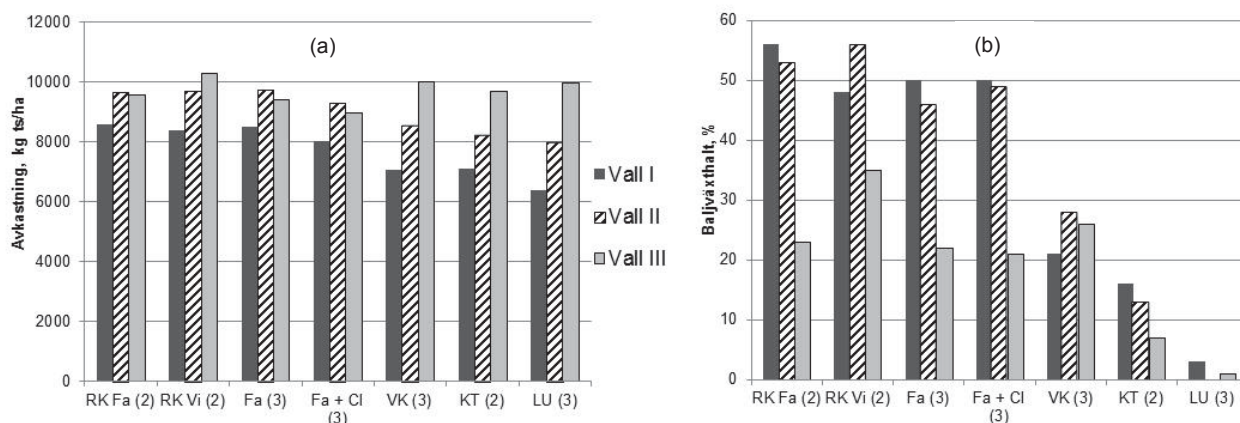 (a)
Avkastning, kg ts/ha
12000
10000
8000
6000
4000
2000
0
RK Fa (2) RK Vi (2) Fa (3) Fa + Cl (3) VK (3) KT (2) LU (3)
Vall I
Vall II
Vall III
(b)
Baljväxthalt, %
60
50
40
30
20
10
0
RK Fa (2) RK Vi (2) Fa (3) Fa + Cl (3) VK (3) KT (2) LU (3)